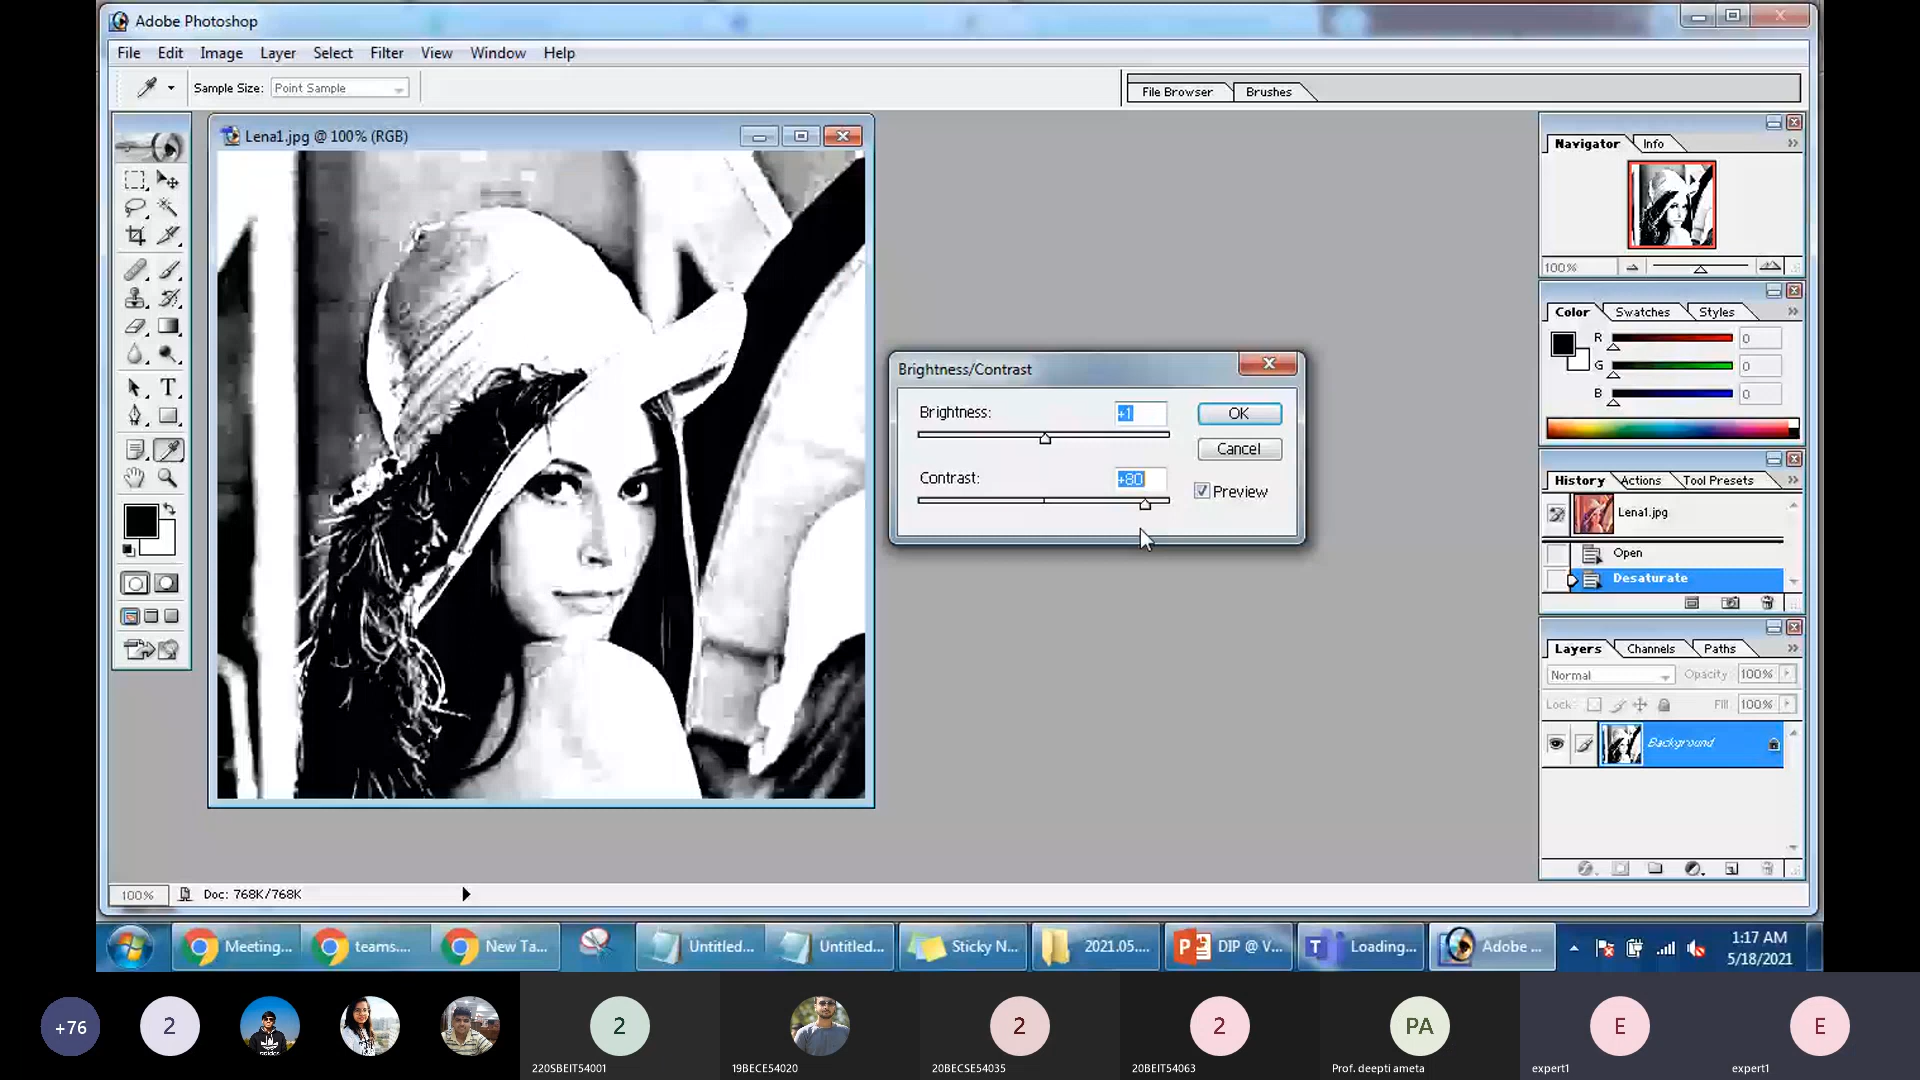 Adobe Photoshop
File Edit Image Layer Select Filter View Window Help
Sample Size: Point Sample
File Browser Brushes
Lena1.jpg @ 100% (RGB)
Navigator Info
100%
Color Swatches Styles
R 0
G 0
B 0
Brightness/Contrast
Brightness: +1
OK
Cancel
Contrast: +80
Preview
History Actions Tool Presets
Lena1.jpg
Open
Desaturate
Layers Channels Paths
Normal Opacity: 100%
Lock: Fill: 100%
Background
100% Doc: 768K/768K
Meeting... teams.... New Ta... Untitled... Untitled... Sticky N... 2021.05.... DIP @ V... Loading... Adobe ...
1:17 AM
5/18/2021
+76 2 2 2 2 PA E E
220SBEIT54001 19BECE54020 20BECSE54035 20BEIT54063 Prof. deepti ameta expert1 expert1